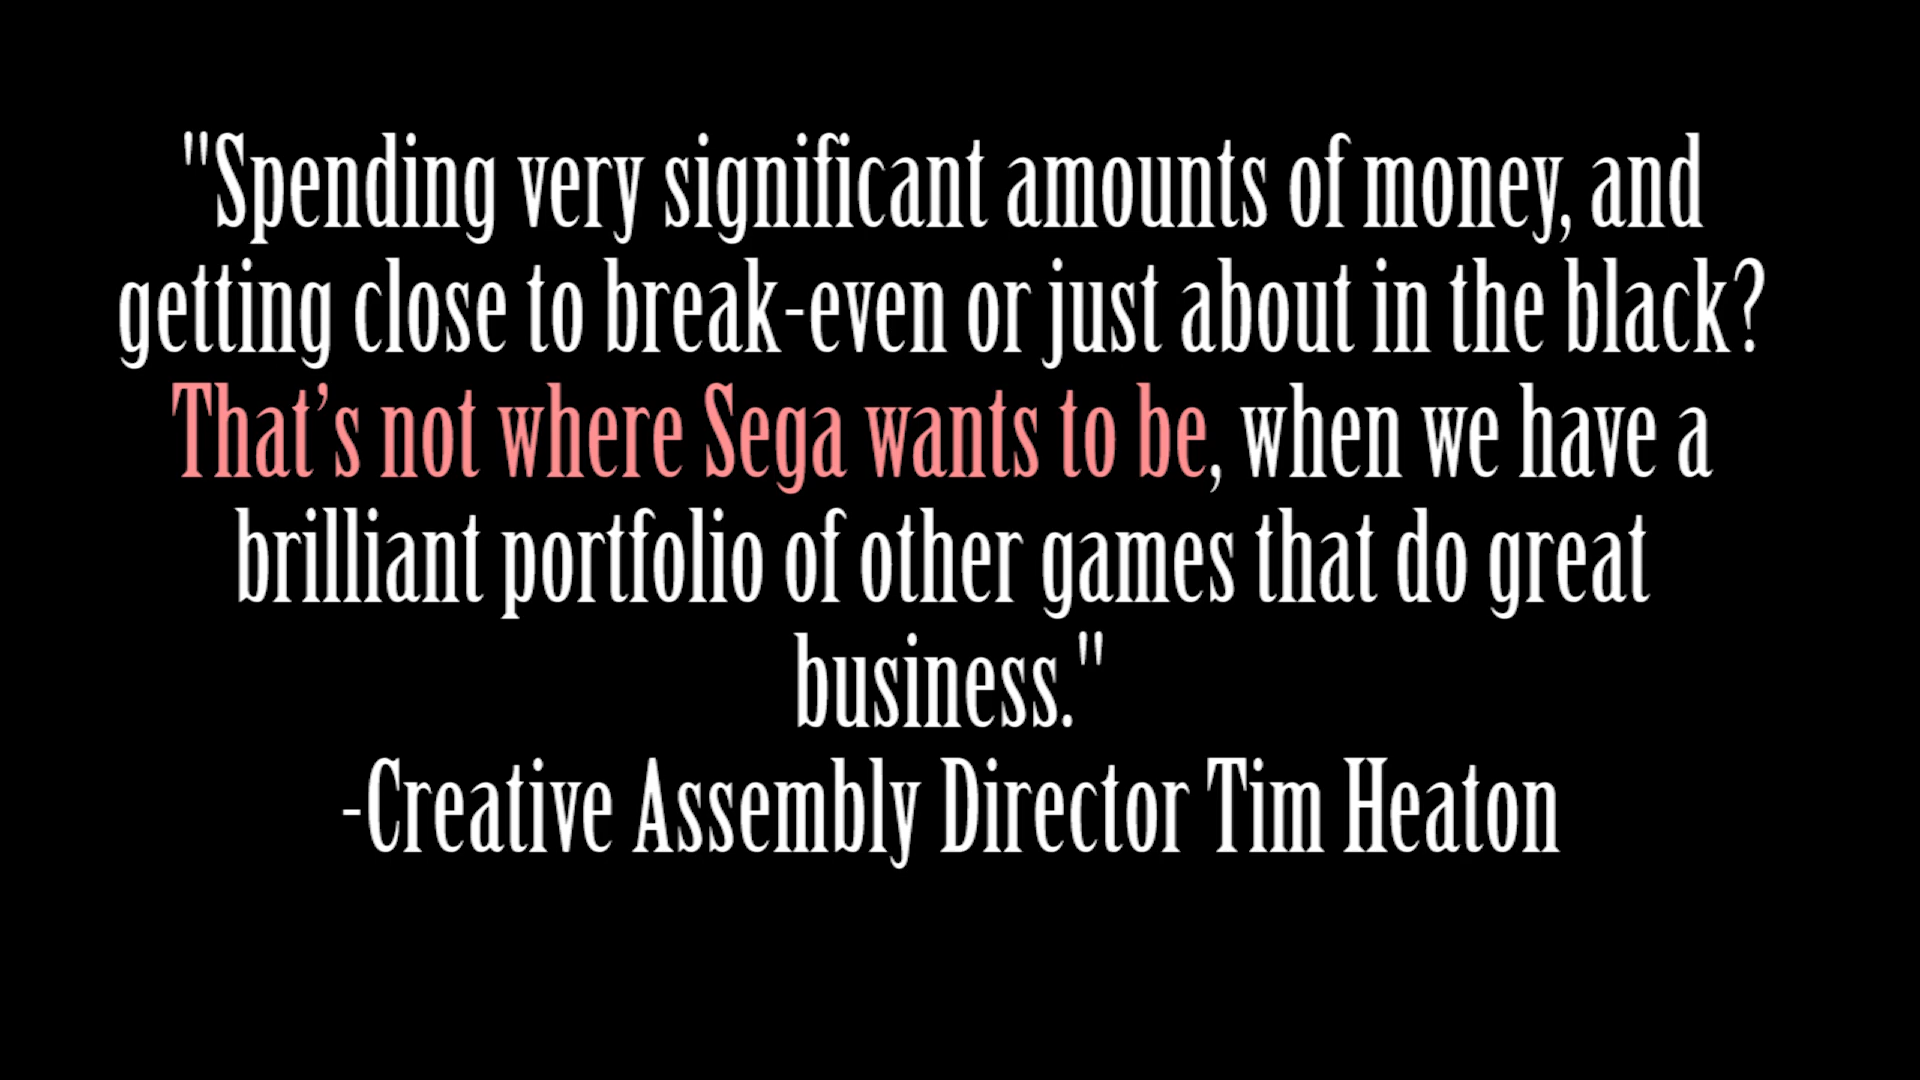 "Spending very significant amounts of money, and
getting close to break-even or just about in the black?
That’s not where Sega wants to be, when we have a
brilliant portfolio of other games that do great
business."
-Creative Assembly Director Tim Heaton